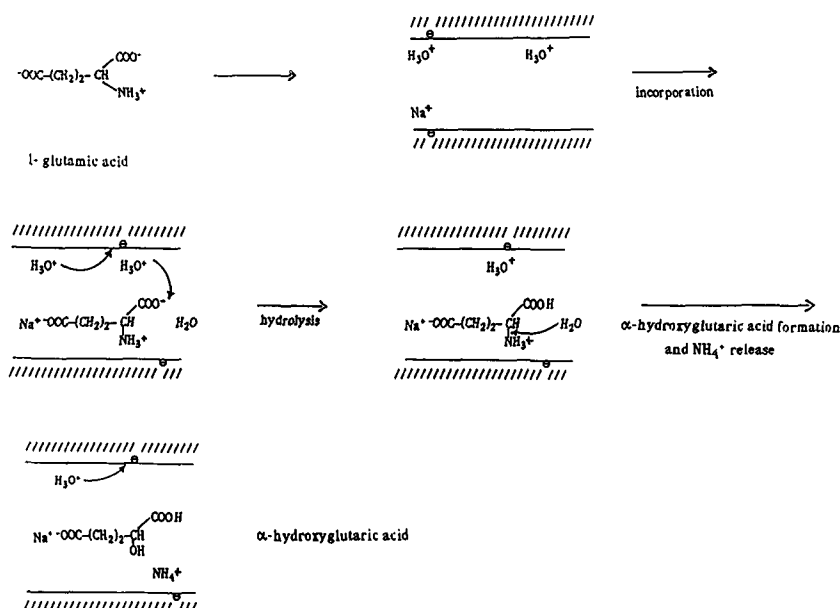 COO⁻
⁻OOC-(CH₂)₂-CH
NH₃⁺
l- glutamic acid
⊖
H₃O⁺ H₃O⁺
Na⁺
⊖
incorporation
⊖
H₃O⁺ H₃O⁺
COO⁻
Na⁺ ⁻OOC-(CH₂)₂-CH H₂O
NH₃⁺
⊖
hydrolysis
⊖
H₃O⁺
COOH
Na⁺ ⁻OOC-(CH₂)₂-CH H₂O
NH₃⁺
⊖
α-hydroxyglutaric acid formation
and NH₄⁺ release
⊖
H₃O⁺
COOH
Na⁺ ⁻OOC-(CH₂)₂-CH
OH
NH₄⁺
⊖
α-hydroxyglutaric acid